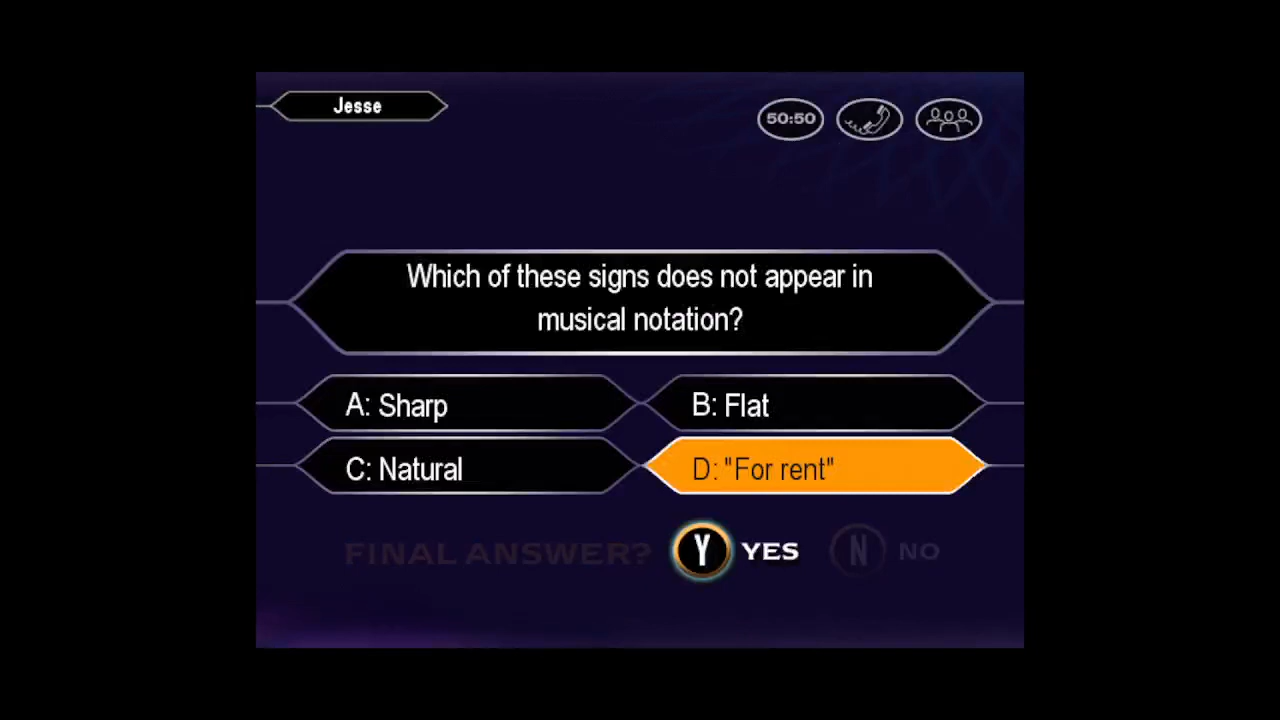 Jesse
50:50
Which of these signs does not appear in
musical notation?
A: Sharp
B: Flat
C: Natural
D: "For rent"
FINAL ANSWER? Y YES N NO